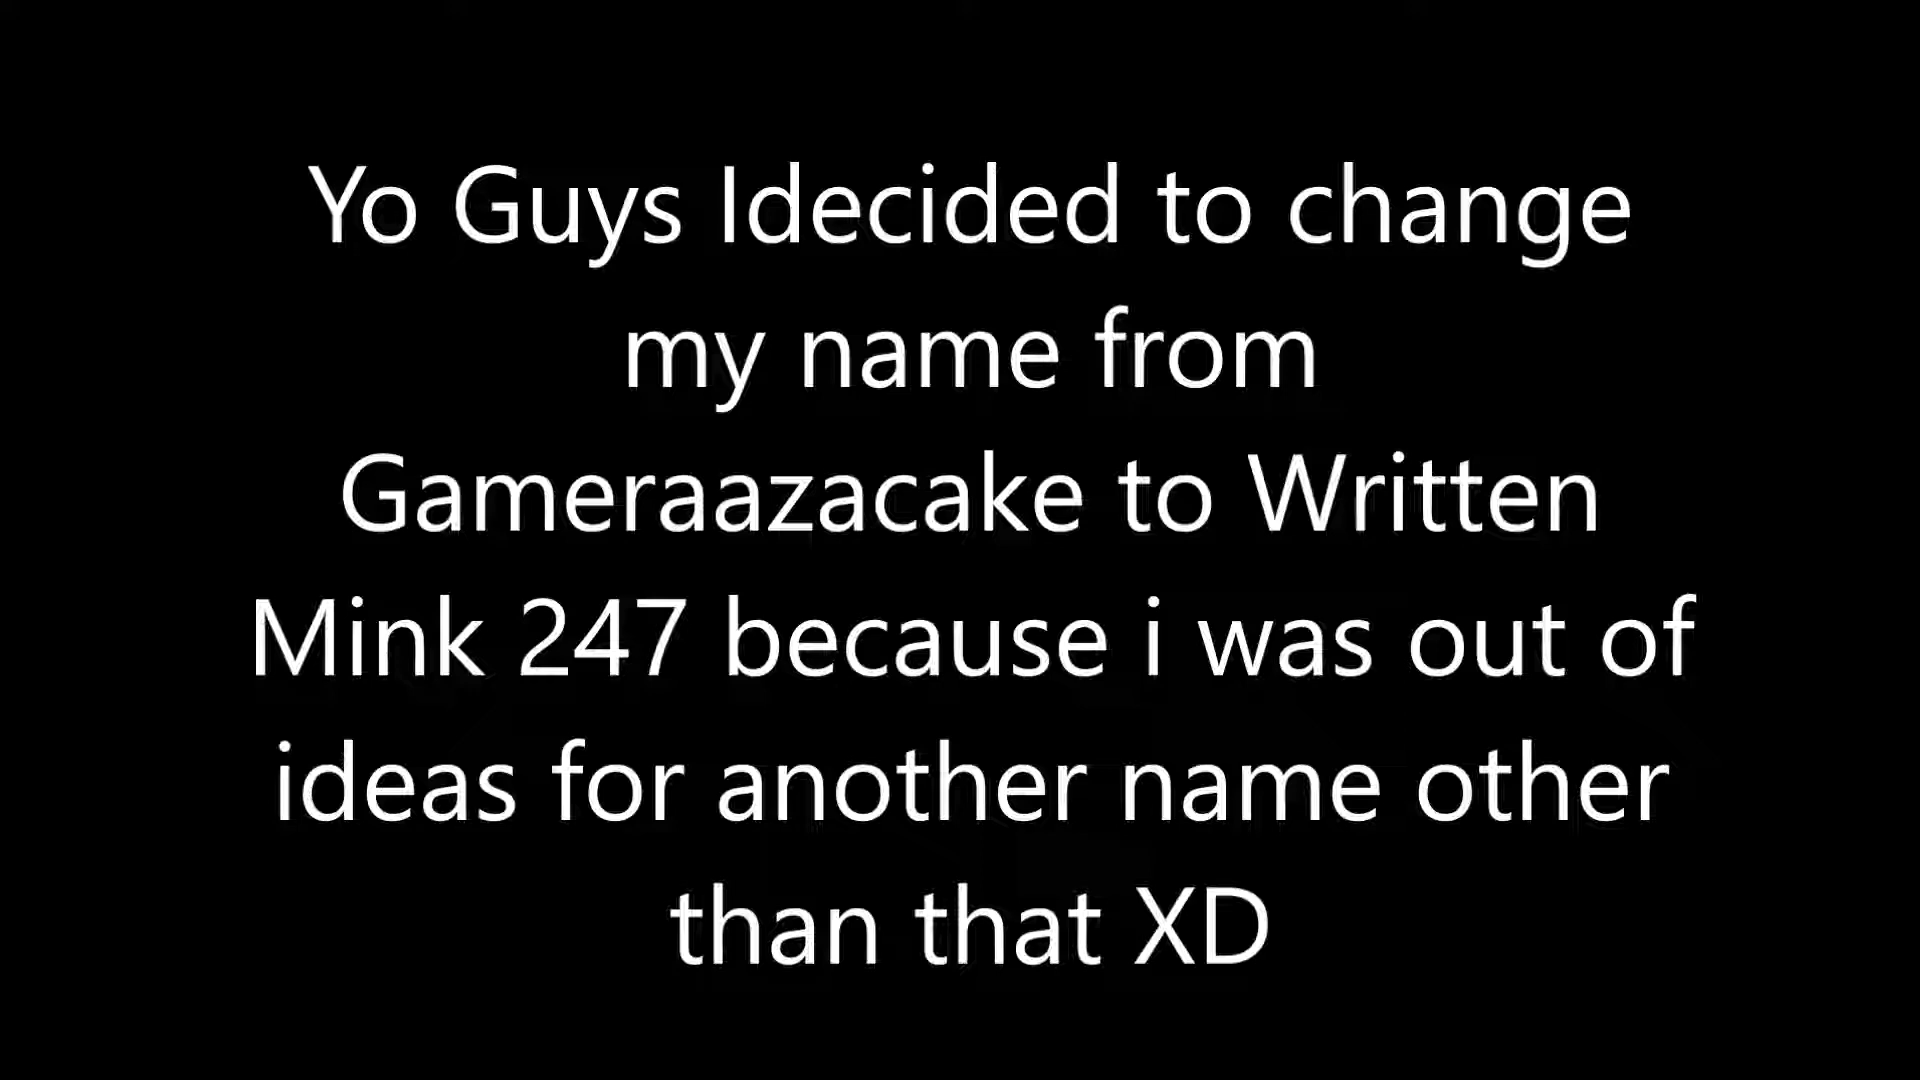 Yo Guys Idecided to change
my name from
Gameraazacake to Written
Mink 247 because i was out of
ideas for another name other
than that XD